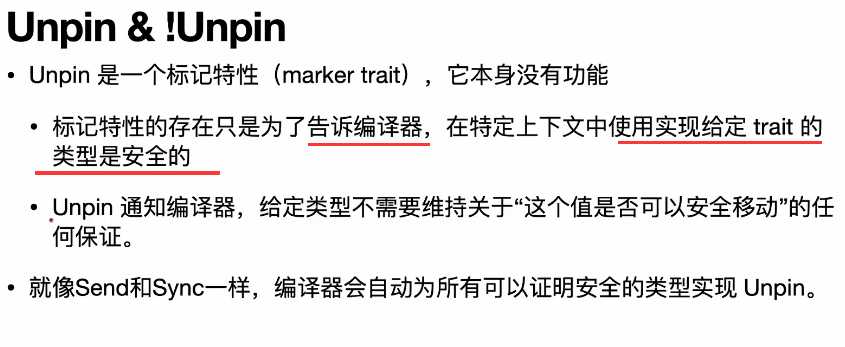 Unpin & !Unpin
• Unpin 是一个标记特性（marker trait），它本身没有功能
• 标记特性的存在只是为了告诉编译器，在特定上下文中使用实现给定 trait 的
类型是安全的
• Unpin 通知编译器，给定类型不需要维持关于“这个值是否可以安全移动”的任
何保证。
• 就像Send和Sync一样，编译器会自动为所有可以证明安全的类型实现 Unpin。